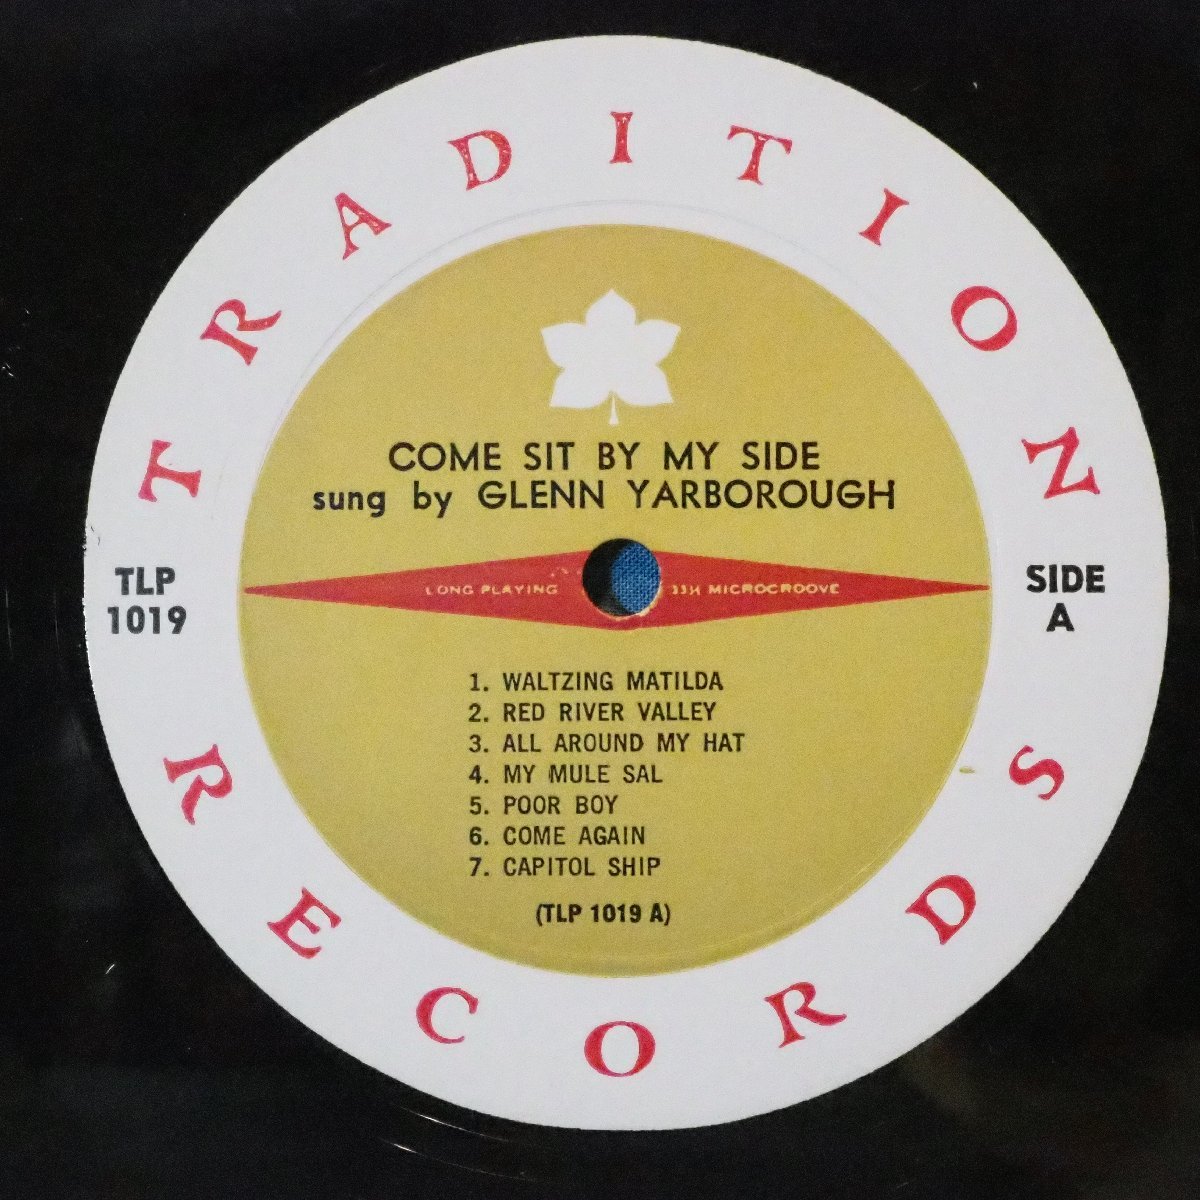 TRADITION
COME SIT BY MY SIDE
sung by GLENN YARBOROUGH
LONG PLAYING 33⅓ MICROGROOVE
TLP
1019
SIDE
A
1. WALTZING MATILDA
2. RED RIVER VALLEY
3. ALL AROUND MY HAT
4. MY MULE SAL
5. POOR BOY
6. COME AGAIN
7. CAPITOL SHIP
(TLP 1019 A)
RECORDS